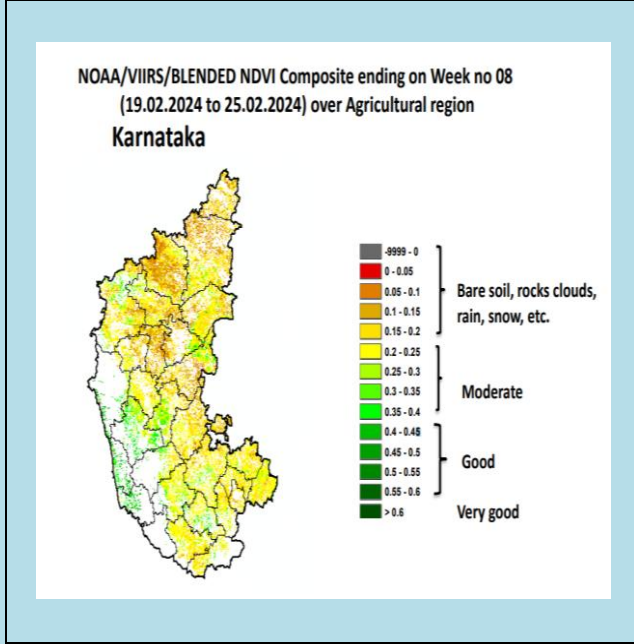 NOAA/VIIRS/BLENDED NDVI Composite ending on Week no 08
(19.02.2024 to 25.02.2024) over Agricultural region
Karnataka
-9999 - 0
0 - 0.05
0.05 - 0.1
0.1 - 0.15
0.15 - 0.2
0.2 - 0.25
0.25 - 0.3
0.3 - 0.35
0.35 - 0.4
0.4 - 0.45
0.45 - 0.5
0.5 - 0.55
0.55 - 0.6
> 0.6
Bare soil, rocks clouds,
rain, snow, etc.
Moderate
Good
Very good